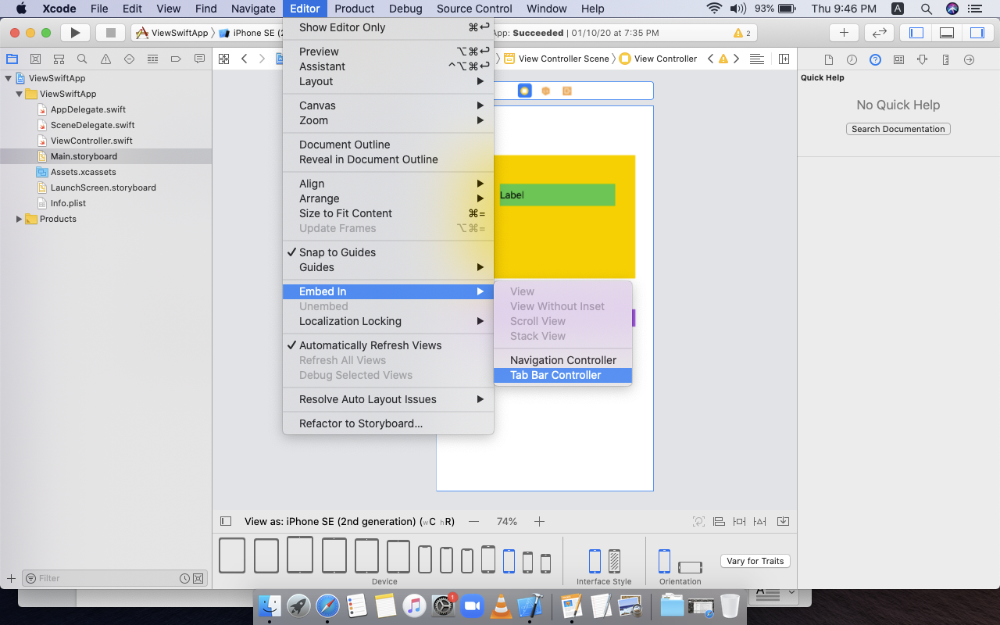 Xcode File Edit View Find Navigate Editor Product Debug Source Control Window Help 93% Thu 9:46 PM A
ViewSwiftApp iPhone SE (2 App: Succeeded | 01/10/20 at 7:35 PM 2
View Controller Scene View Controller
ViewSwiftApp
ViewSwiftApp
AppDelegate.swift
SceneDelegate.swift
ViewController.swift
Main.storyboard
Assets.xcassets
LaunchScreen.storyboard
Info.plist
Products
Filter
Show Editor Only ⌘↩
Preview ⌥⌘↩
Assistant ^⌥⌘↩
Layout
Canvas
Zoom
Document Outline
Reveal in Document Outline
Align
Arrange
Size to Fit Content ⌘=
Update Frames ⌥⌘=
Snap to Guides
Guides
Embed In
Unembed
Localization Locking
Automatically Refresh Views
Refresh All Views
Debug Selected Views
Resolve Auto Layout Issues
Refactor to Storyboard...
View
View Without Inset
Scroll View
Stack View
Navigation Controller
Tab Bar Controller
Label
Quick Help
No Quick Help
Search Documentation
View as: iPhone SE (2nd generation) (wC hR) 74%
Device
Interface Style
Orientation
Vary for Traits
1